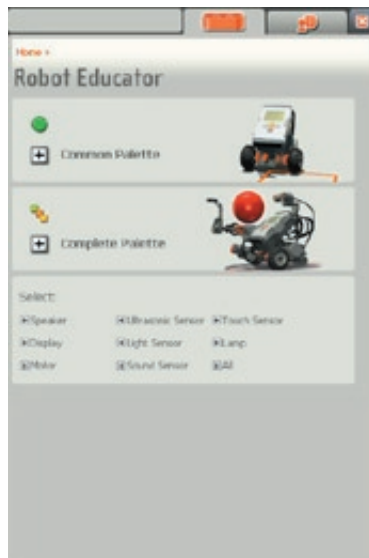 Home >
Robot Educator
Common Palette
Complete Palette
Select:
Speaker Ultrasonic Sensor Touch Sensor
Display Light Sensor Lamp
Motor Sound Sensor All